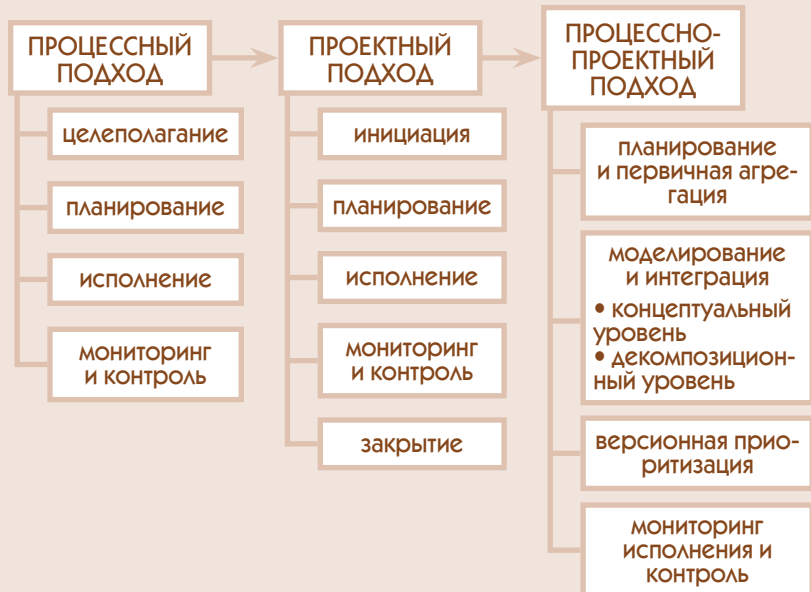 ПРОЦЕССНЫЙ
ПОДХОД
целеполагание
планирование
исполнение
мониторинг
и контроль
ПРОЕКТНЫЙ
ПОДХОД
инициация
планирование
исполнение
мониторинг
и контроль
закрытие
ПРОЦЕССНО-
ПРОЕКТНЫЙ
ПОДХОД
планирование
и первичная агре-
гация
моделирование
и интеграция
• концептуальный
уровень
• декомпозицион-
ный уровень
версионная прио-
ритизация
мониторинг
исполнения и
контроль